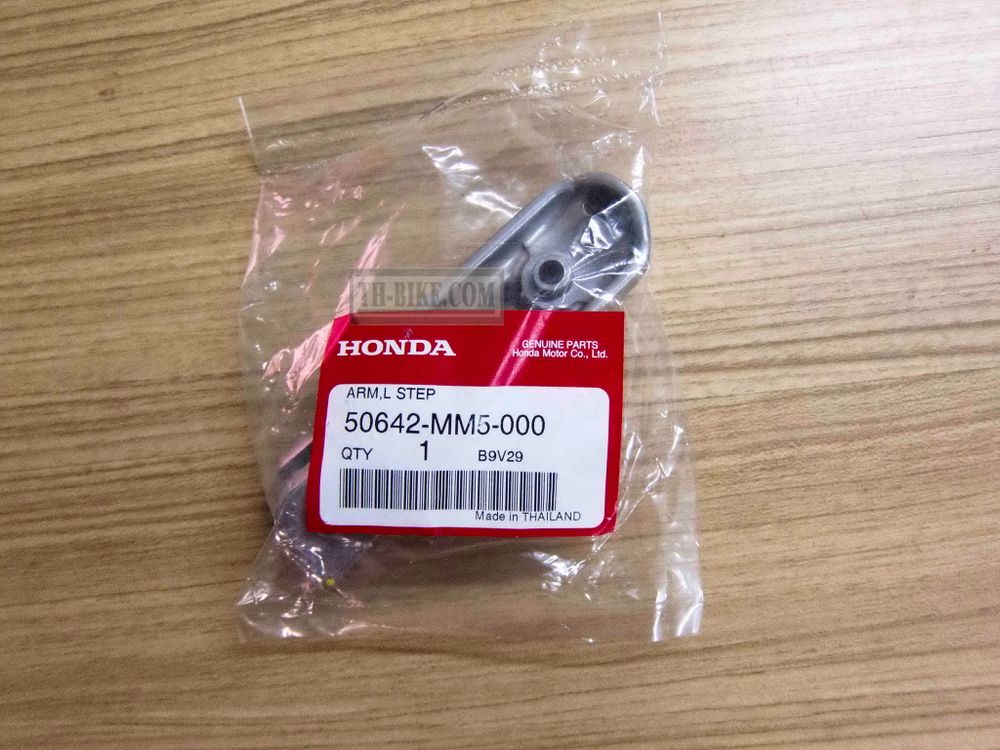 TH-BIKE.COM
HONDA
GENUINE PARTS
Honda Motor Co., Ltd.
ARM,L STEP
50642-MM5-000
QTY 1 B9V29
Made in THAILAND